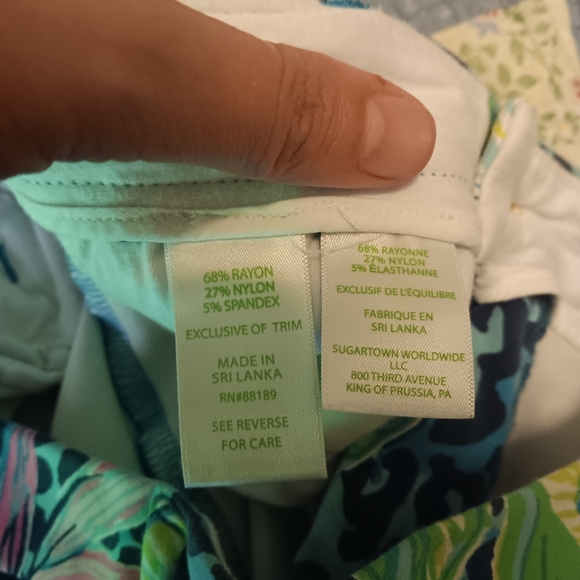 68% RAYON
27% NYLON
5% SPANDEX
EXCLUSIVE OF TRIM
MADE IN
SRI LANKA
RN#88189
SEE REVERSE
FOR CARE
68% RAYONNE
27% NYLON
5% ÉLASTHANNE
EXCLUSIF DE L'ÉQUILIBRE
FABRIQUE EN
SRI LANKA
SUGARTOWN WORLDWIDE
LLC
800 THIRD AVENUE
KING OF PRUSSIA, PA